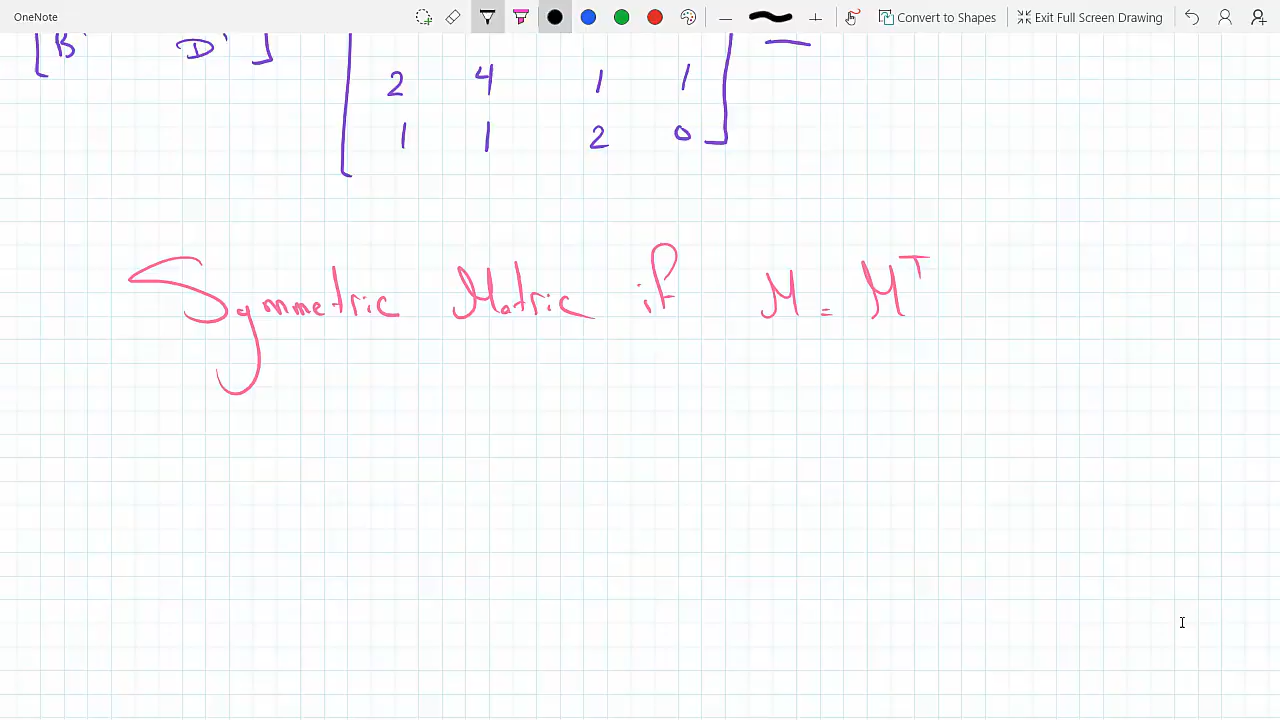 OneNote
Convert to Shapes
Exit Full Screen Drawing
[B' D']
2 4 1 1
1 1 2 0
Symmetric Matric if M = Mᵀ